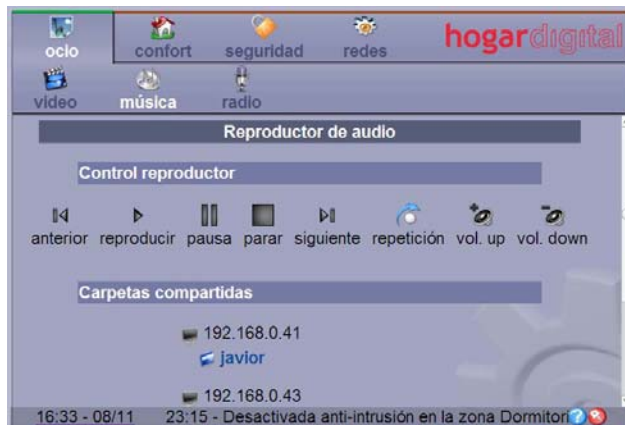 ocio confort seguridad redes hogardigital
video música radio
Reproductor de audio
Control reproductor
anterior reproducir pausa parar siguiente repetición vol. up vol. down
Carpetas compartidas
192.168.0.41
javior
192.168.0.43
16:33 - 08/11 23:15 - Desactivada anti-intrusión en la zona Dormitori